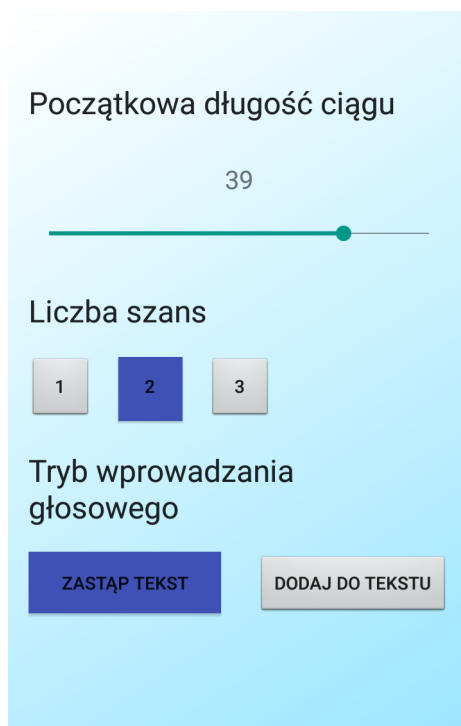 Początkowa długość ciągu
39
Liczba szans
1 2 3
Tryb wprowadzania
głosowego
ZASTĄP TEKST DODAJ DO TEKSTU